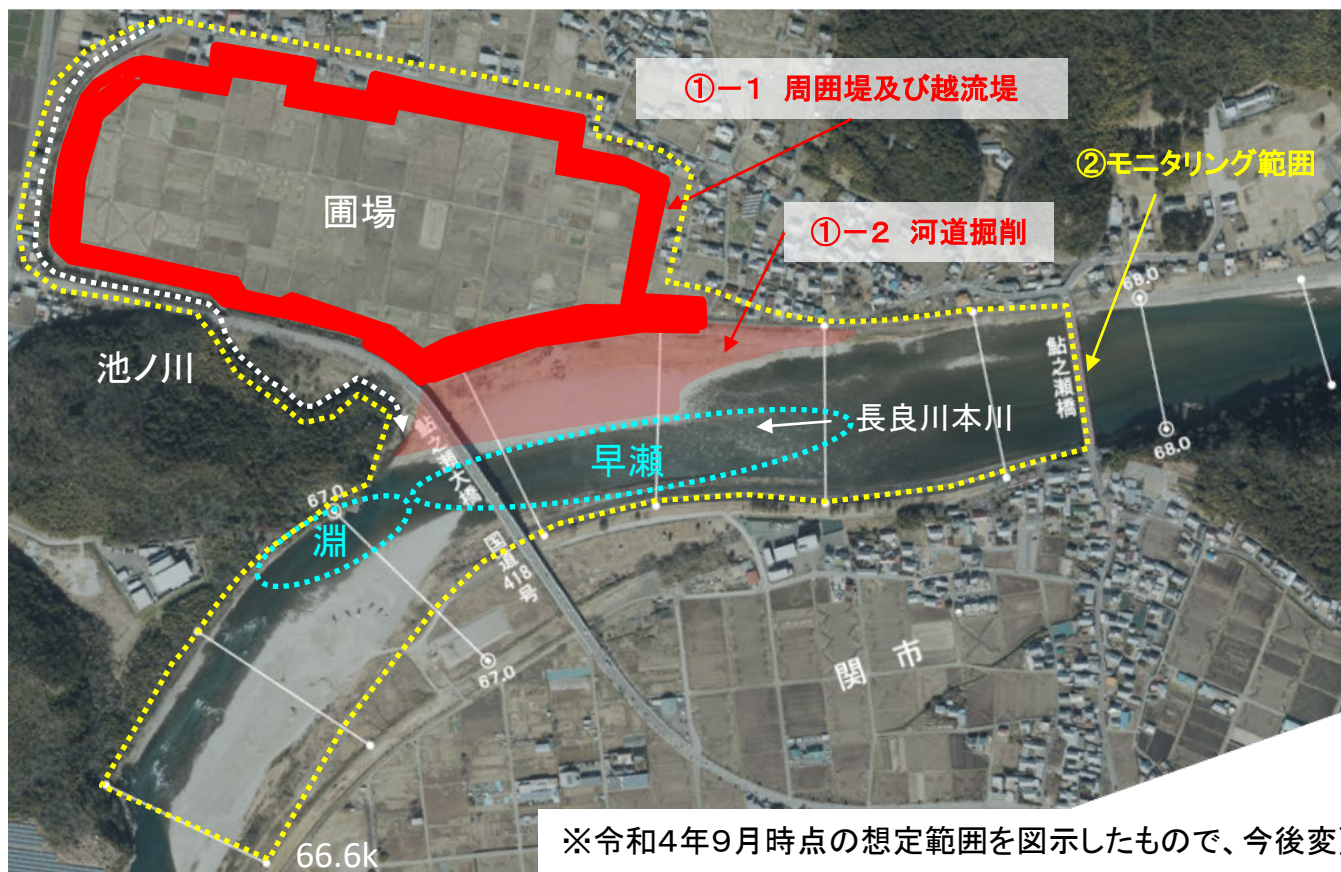 ①-1 周囲堤及び越流堤
②モニタリング範囲
圃場
①-2 河道掘削
68.0
鮎之瀬橋
池ノ川
長良川本川
鮎之瀬大橋
早瀬
68.0
67.0
淵
国道418号
関市
67.0
66.6k
※令和4年9月時点の想定範囲を図示したもので、今後変